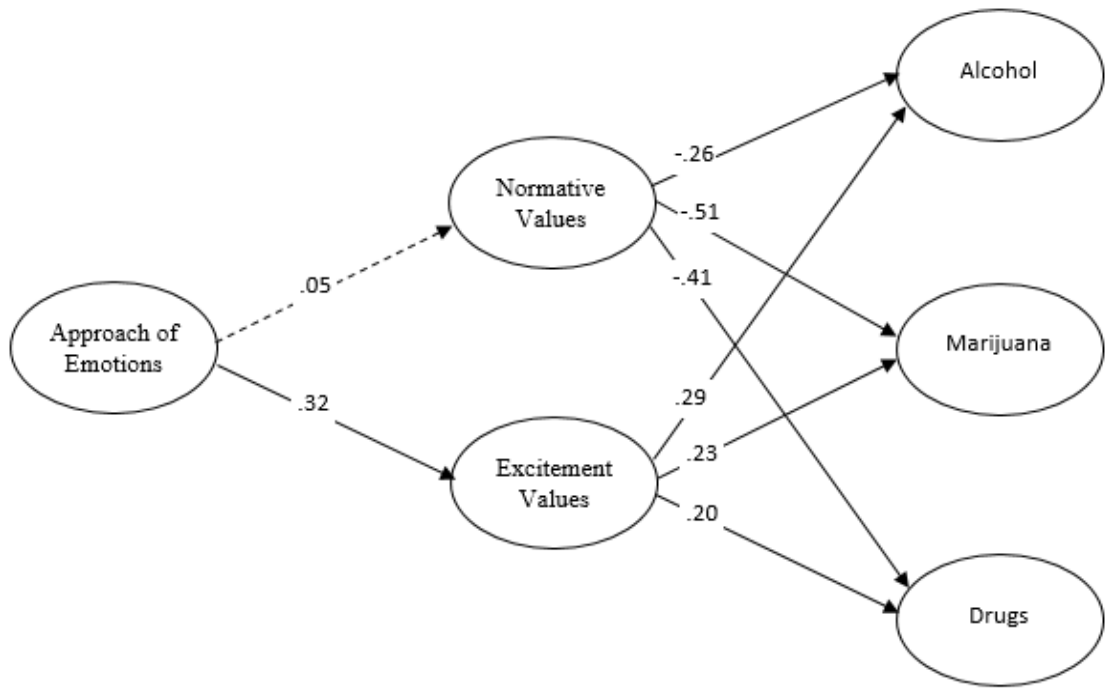 Alcohol
-.26
Normative
Values
-.51
-.41
.05
Approach of
Emotions
Marijuana
.32
.29
.23
Excitement
Values
.20
Drugs